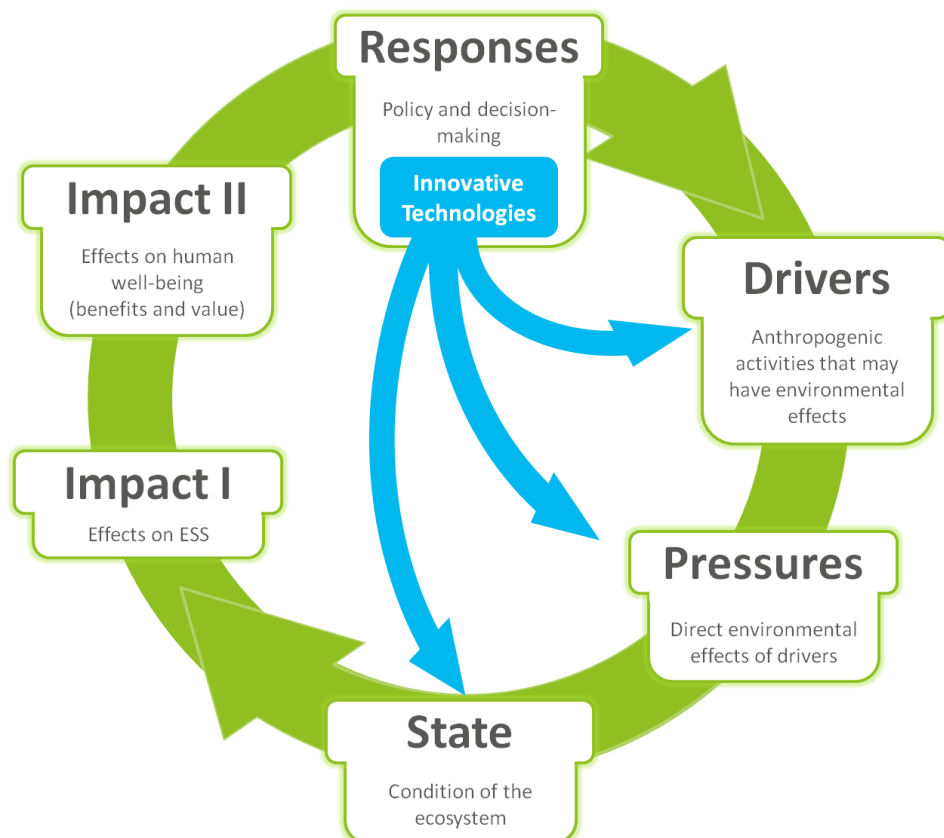 Responses
Policy and decision-
making
Innovative
Technologies
Drivers
Anthropogenic
activities that may
have environmental
effects
Pressures
Direct environmental
effects of drivers
State
Condition of the
ecosystem
Impact I
Effects on ESS
Impact II
Effects on human
well-being
(benefits and value)